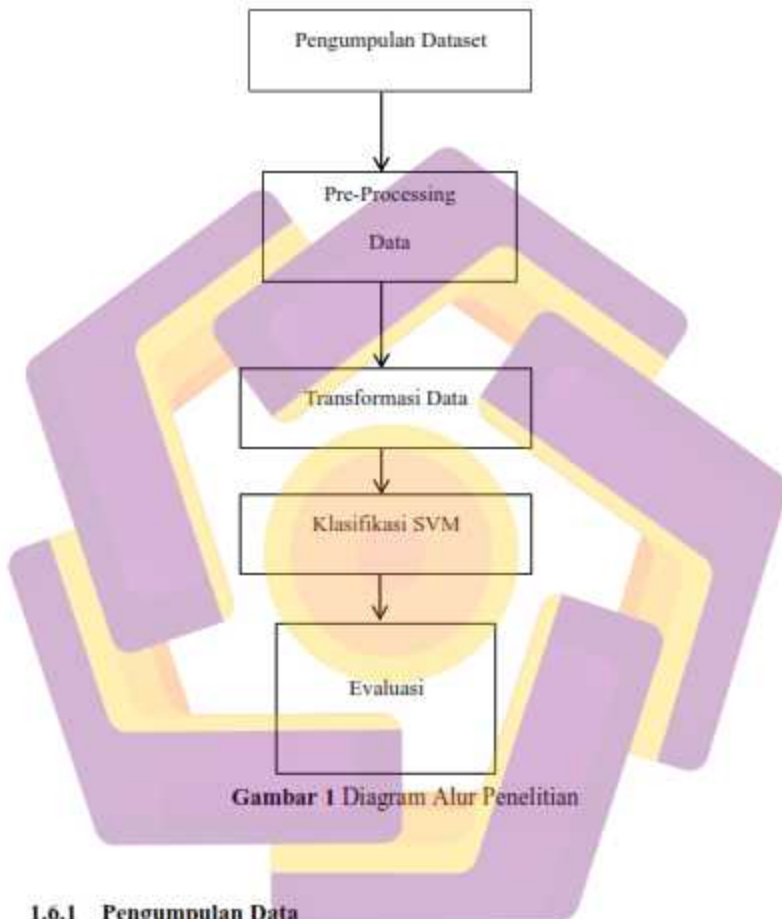 Pengumpulan Dataset
Pre-Processing
Data
Transformasi Data
Klasifikasi SVM
Evaluasi
Gambar 1 Diagram Alur Penelitian
1.6.1 Pengumpulan Data